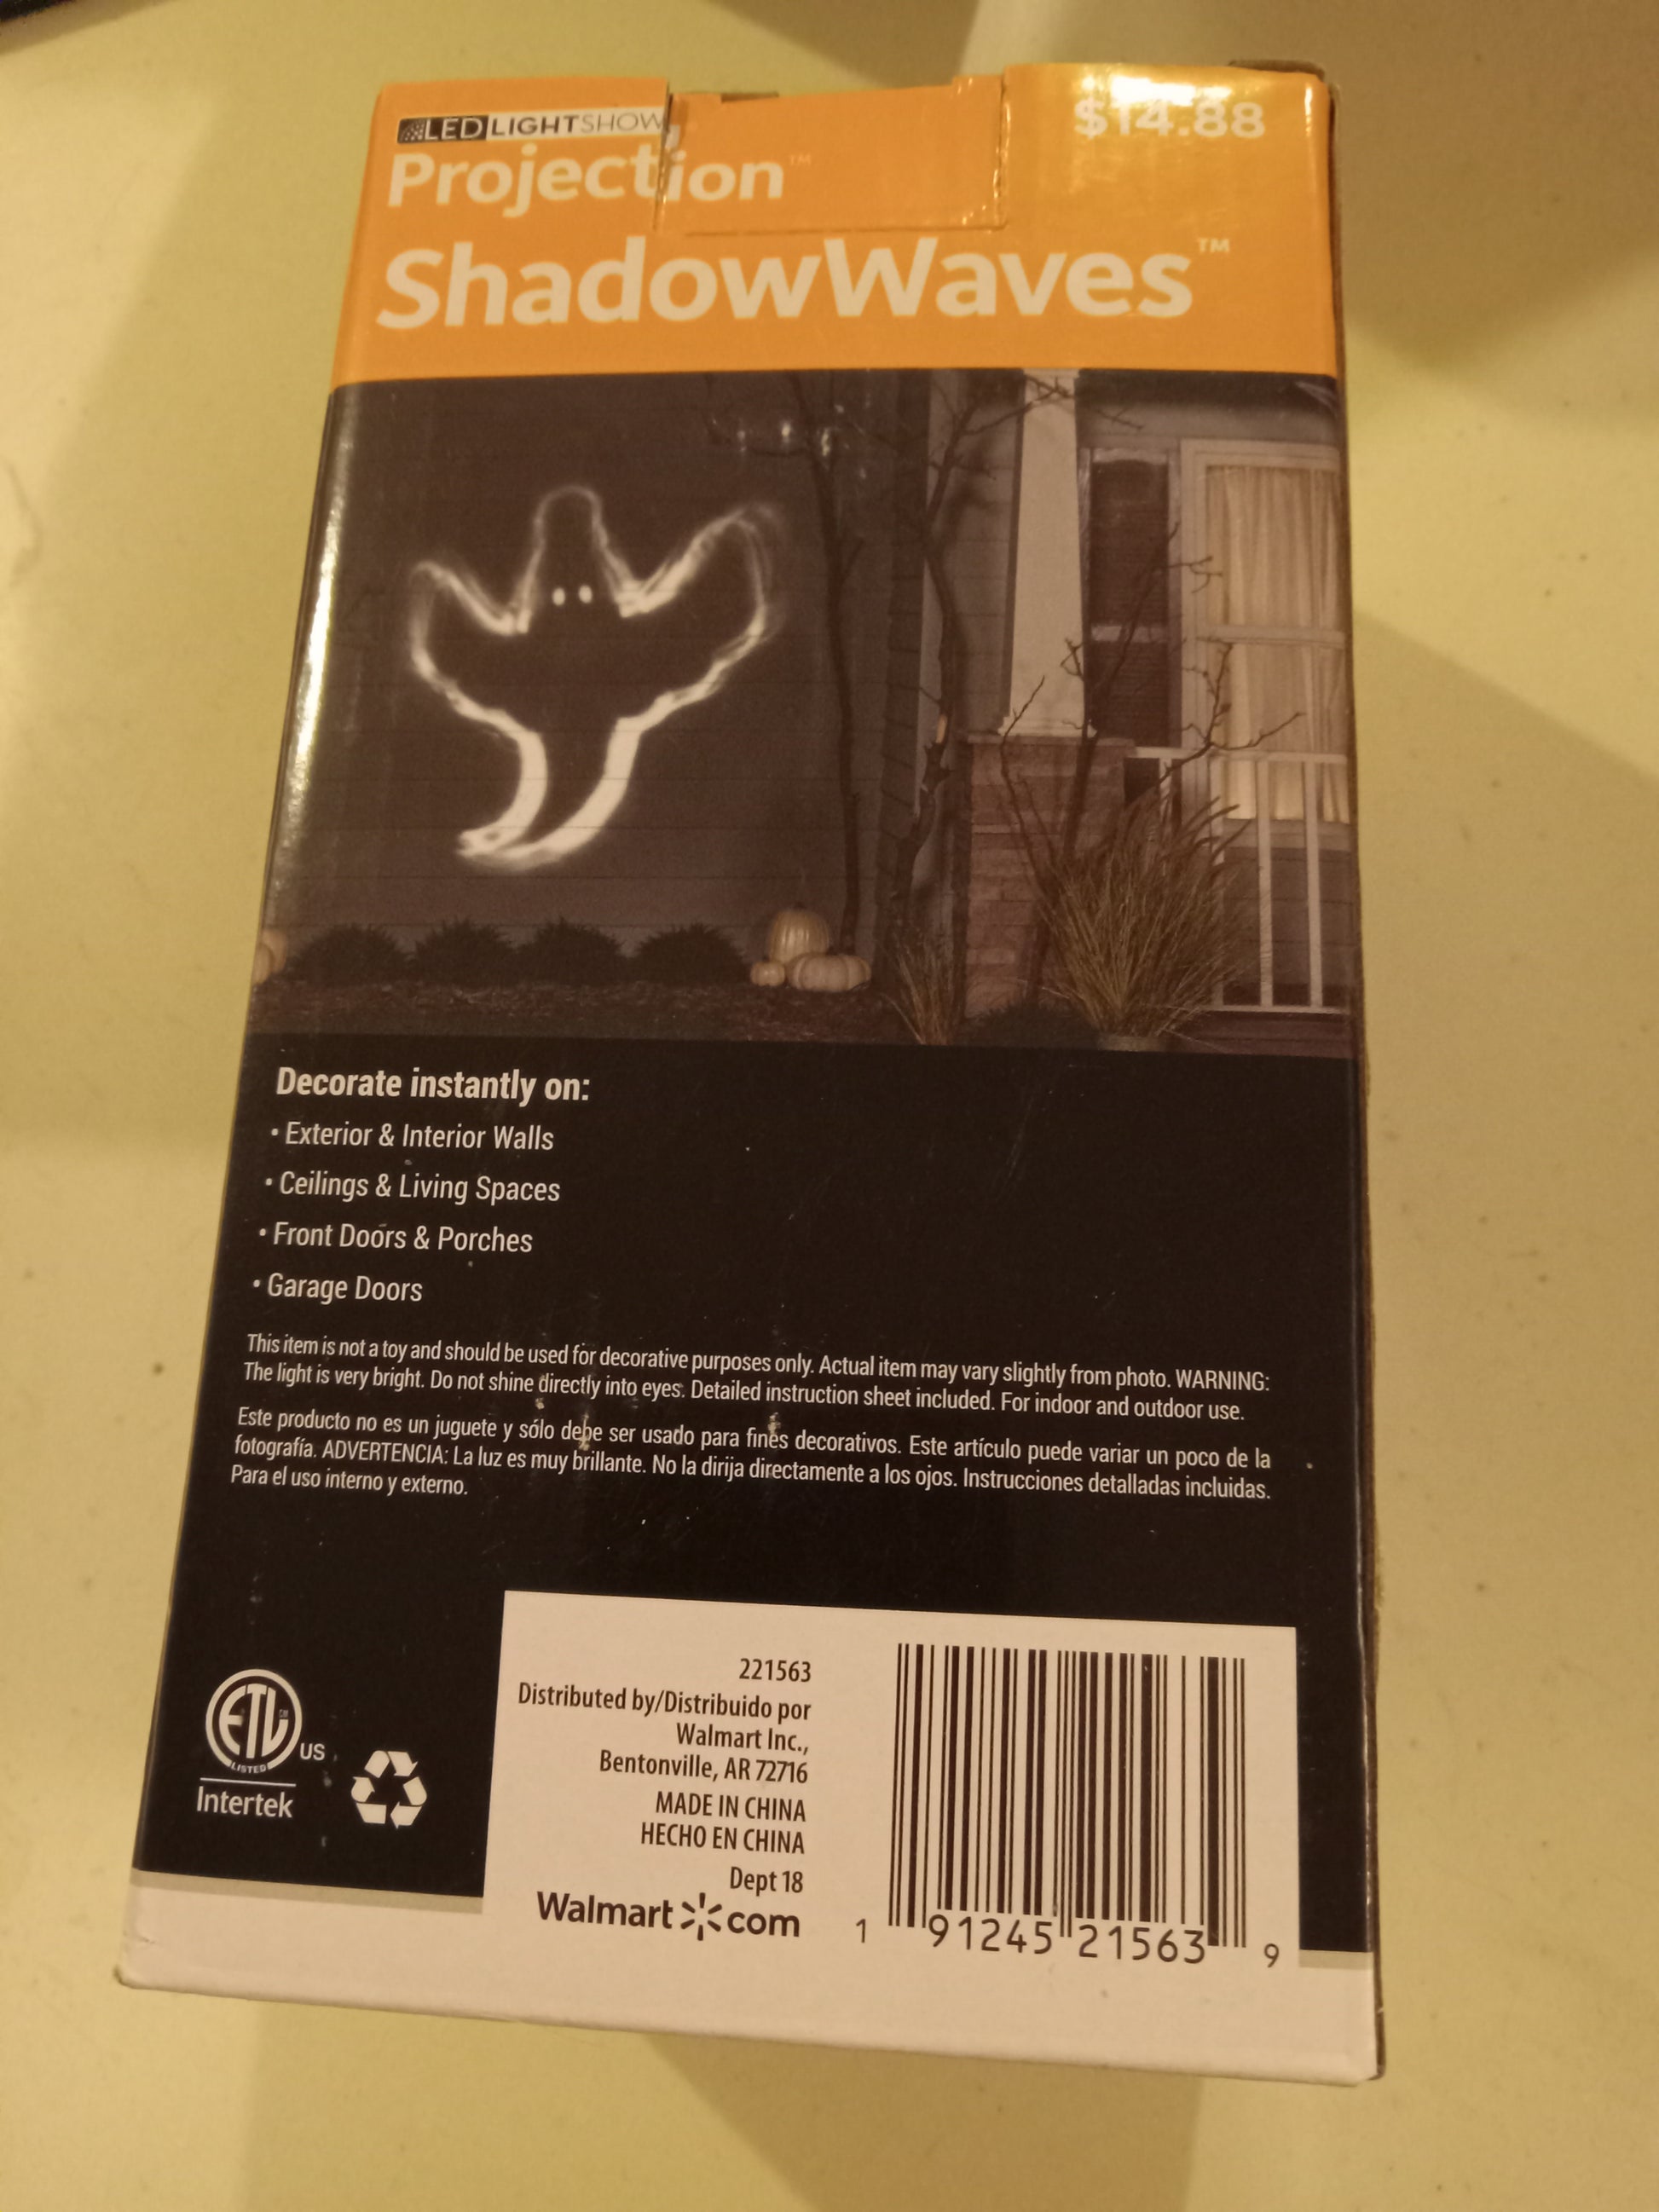 LED LIGHTSHOW
$14.88
Projection™
ShadowWaves™
Decorate instantly on:
• Exterior & Interior Walls
• Ceilings & Living Spaces
• Front Doors & Porches
• Garage Doors
This item is not a toy and should be used for decorative purposes only. Actual item may vary slightly from photo. WARNING:
The light is very bright. Do not shine directly into eyes. Detailed instruction sheet included. For indoor and outdoor use.
Este producto no es un juguete y sólo debe ser usado para fines decorativos. Este artículo puede variar un poco de la
fotografía. ADVERTENCIA: La luz es muy brillante. No la dirija directamente a los ojos. Instrucciones detalladas incluidas.
Para el uso interno y externo.
ETL CM
LISTED
US
Intertek
221563
Distributed by/Distribuido por
Walmart Inc.,
Bentonville, AR 72716
MADE IN CHINA
HECHO EN CHINA
Dept 18
Walmart com
1 91245 21563 9